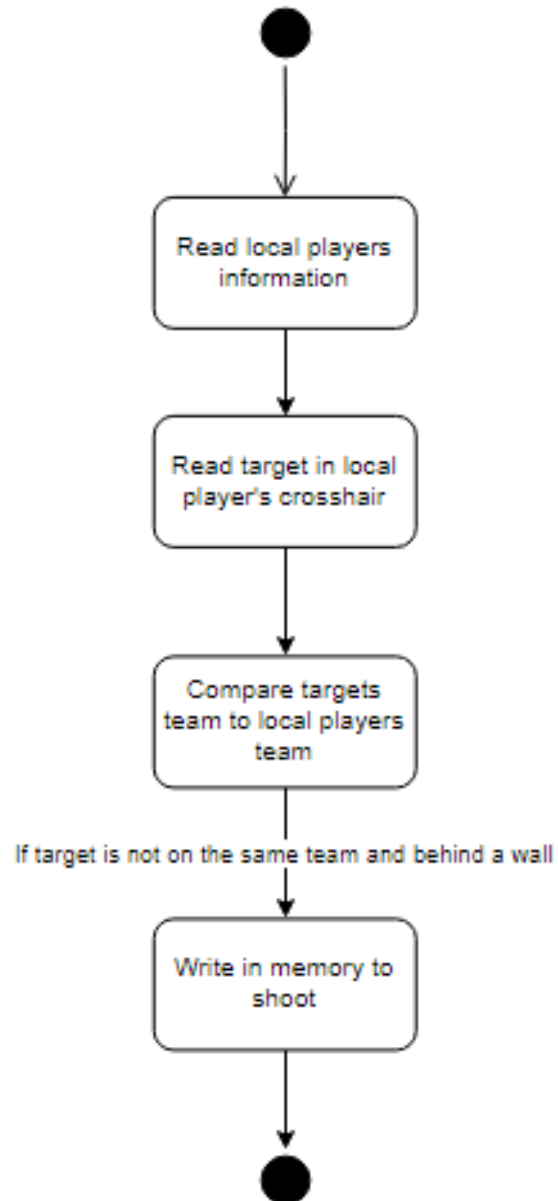 Read local players
information
Read target in local
player's crosshair
Compare targets
team to local players
team
If target is not on the same team and behind a wall
Write in memory to
shoot